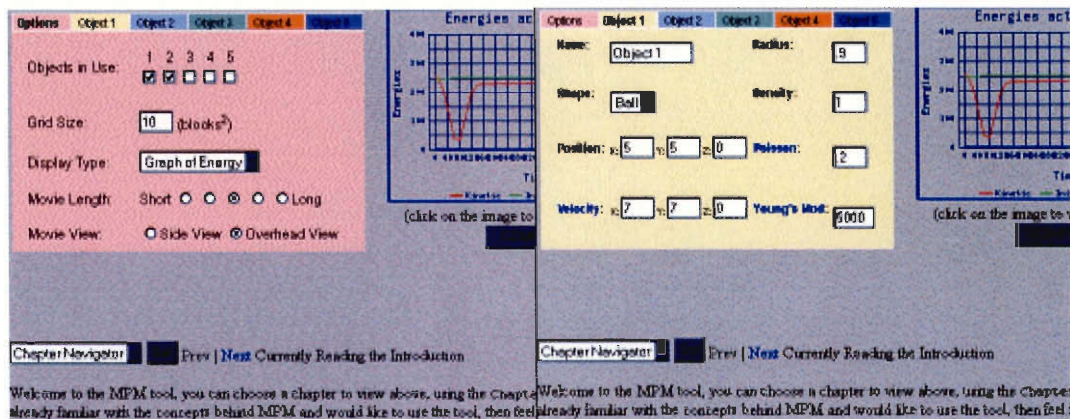 Options Object 1 Object 2 Object 3 Object 4
Objects in Use: 1 2 3 4 5
Grid Size: 10 (blocks²)
Display Type: Graph of Energy
Movie Length: Short Long
Movie View: Side View Overhead View
Energies
Energies
4M
2M
Kinetic
(click on the image to
Chapter Navigator Prev | Next Currently Reading the Introduction
Welcome to the MPM tool, you can choose a chapter to view above, using the Chapte
already familiar with the concepts behind MPM and would like to use the tool, then feel
Options Object 1 Object 2 Object 3 Object 4
Name: Object 1 Radius: .9
Shape: Ball Density: 1
Position: X: 5 Y: 5 Z: 0 Poisson: .2
Velocity: X: 7 Y: 7 Z: 0 Young's Mod: 5000
Energies
Energies
4M
2M
Kinetic
(click on the image to
Chapter Navigator Prev | Next Currently Reading the Introduction
Welcome to the MPM tool, you can choose a chapter to view above, using the Chapte
already familiar with the concepts behind MPM and would like to use the tool, then feel